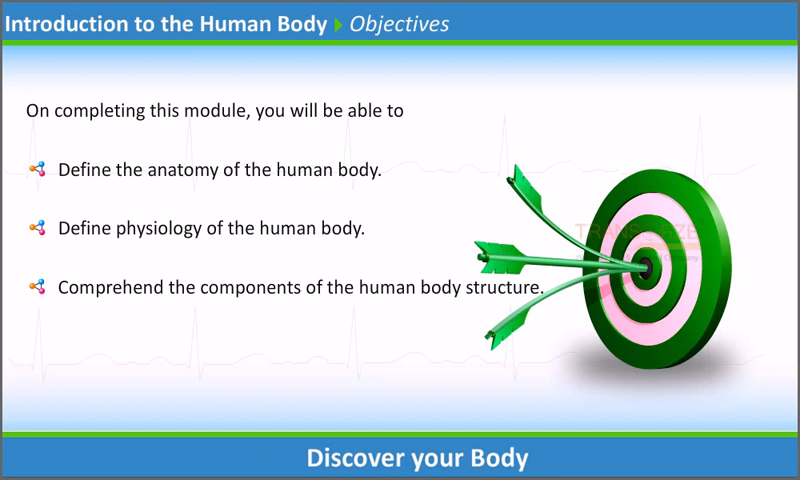 Introduction to the Human Body Objectives
On completing this module, you will be able to
Define the anatomy of the human body.
Define physiology of the human body.
Comprehend the components of the human body structure.
Discover your Body